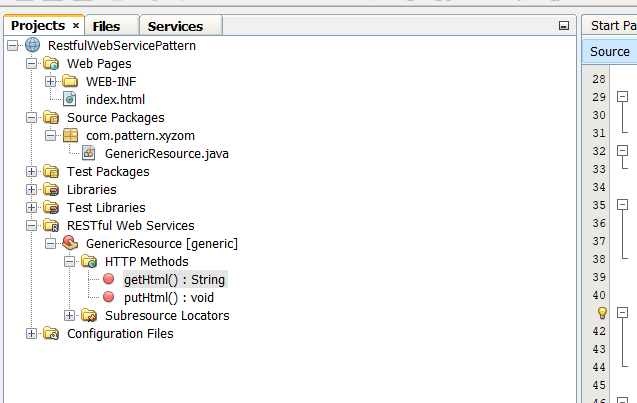 Projects × Files Services
RestfulWebServicePattern
Web Pages
WEB-INF
index.html
Source Packages
com.pattern.xyzom
GenericResource.java
Test Packages
Libraries
Test Libraries
RESTful Web Services
GenericResource [generic]
HTTP Methods
getHtml() : String
putHtml() : void
Subresource Locators
Configuration Files
Start Pa
Source
28
29
30
31
32
33
34
35
36
37
38
39
40
42
43
44
45
46